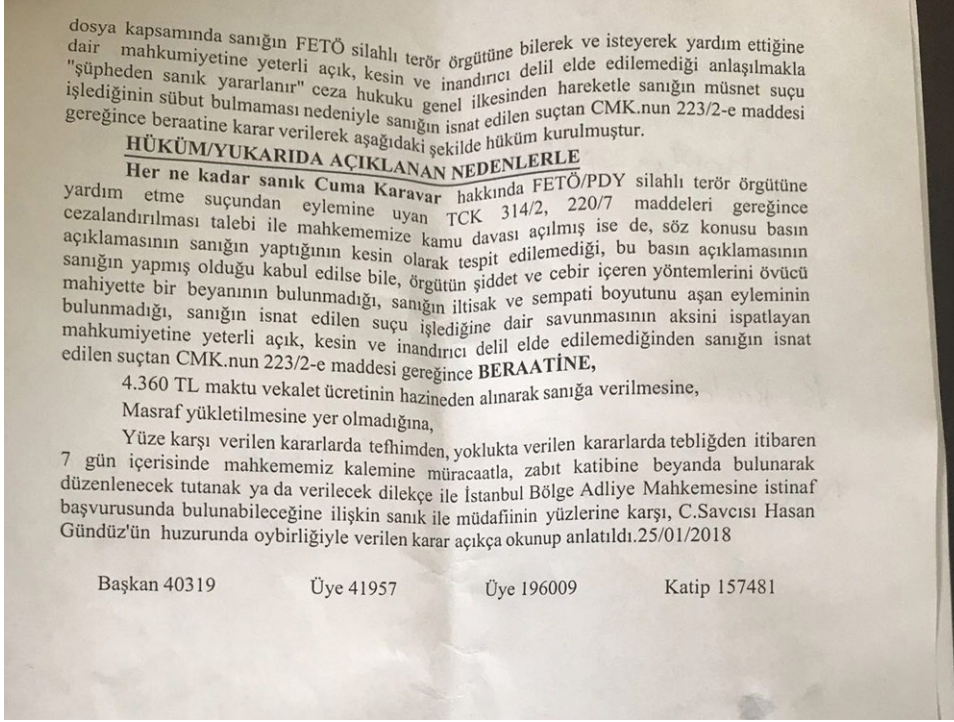 dosya kapsamında sanığın FETÖ silahlı terör örgütüne bilerek ve isteyerek yardım ettiğine
dair mahkumiyetine yeterli açık, kesin ve inandırıcı delil elde edilemediği anlaşılmakla
"şüpheden sanık yararlanır" ceza hukuku genel ilkesinden hareketle sanığın müsnet suçu
işlediğinin sübut bulmaması nedeniyle sanığın isnat edilen suçtan CMK.nun 223/2-e maddesi
gereğince beraatine karar verilerek aşağıdaki şekilde hüküm kurulmuştur.
HÜKÜM/YUKARIDA AÇIKLANAN NEDENLERLE
Her ne kadar sanık Cuma Karavar hakkında FETÖ/PDY silahlı terör örgütüne
yardım etme suçundan eylemine uyan TCK 314/2, 220/7 maddeleri gereğince
cezalandırılması talebi ile mahkememize kamu davası açılmış ise de, söz konusu basın
açıklamasının sanığın yaptığının kesin olarak tespit edilemediği, bu basın açıklamasının
sanığın yapmış olduğu kabul edilse bile, örgütün şiddet ve cebir içeren yöntemlerini övücü
mahiyette bir beyanının bulunmadığı, sanığın iltisak ve sempati boyutunu aşan eyleminin
bulunmadığı, sanığın isnat edilen suçu işlediğine dair savunmasının aksini ispatlayan
mahkumiyetine yeterli açık, kesin ve inandırıcı delil elde edilemediğinden sanığın isnat
edilen suçtan CMK.nun 223/2-e maddesi gereğince BERAATİNE,
4.360 TL maktu vekalet ücretinin hazineden alınarak sanığa verilmesine,
Masraf yükletilmesine yer olmadığına,
Yüze karşı verilen kararlarda tefhimden, yoklukta verilen kararlarda tebliğden itibaren
7 gün içerisinde mahkememiz kalemine müracaatla, zabıt katibine beyanda bulunarak
düzenlenecek tutanak ya da verilecek dilekçe ile İstanbul Bölge Adliye Mahkemesine istinaf
başvurusunda bulunabileceğine ilişkin sanık ile müdafiinin yüzlerine karşı, C.Savcısı Hasan
Gündüz'ün huzurunda oybirliğiyle verilen karar açıkça okunup anlatıldı.25/01/2018
Başkan 40319 Üye 41957 Üye 196009 Katip 157481